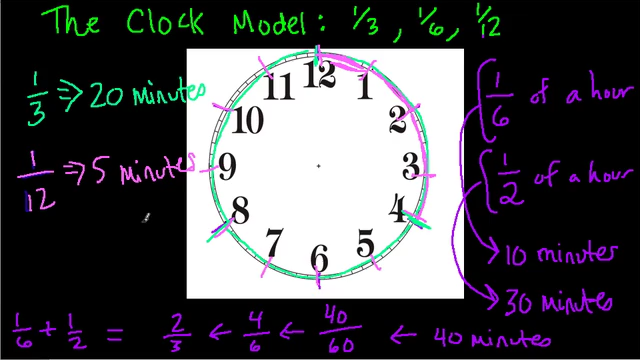 The Clock Model: 1/3, 1/6, 1/12
1/3 => 20 minutes
1/12 => 5 minutes
12
1
2
3
4
5
6
7
8
9
10
11
1/6 of a hour
1/2 of a hour
10 minutes
30 minutes
1/6 + 1/2 = 2/3 ← 4/6 ← 40/60 ← 40 minutes